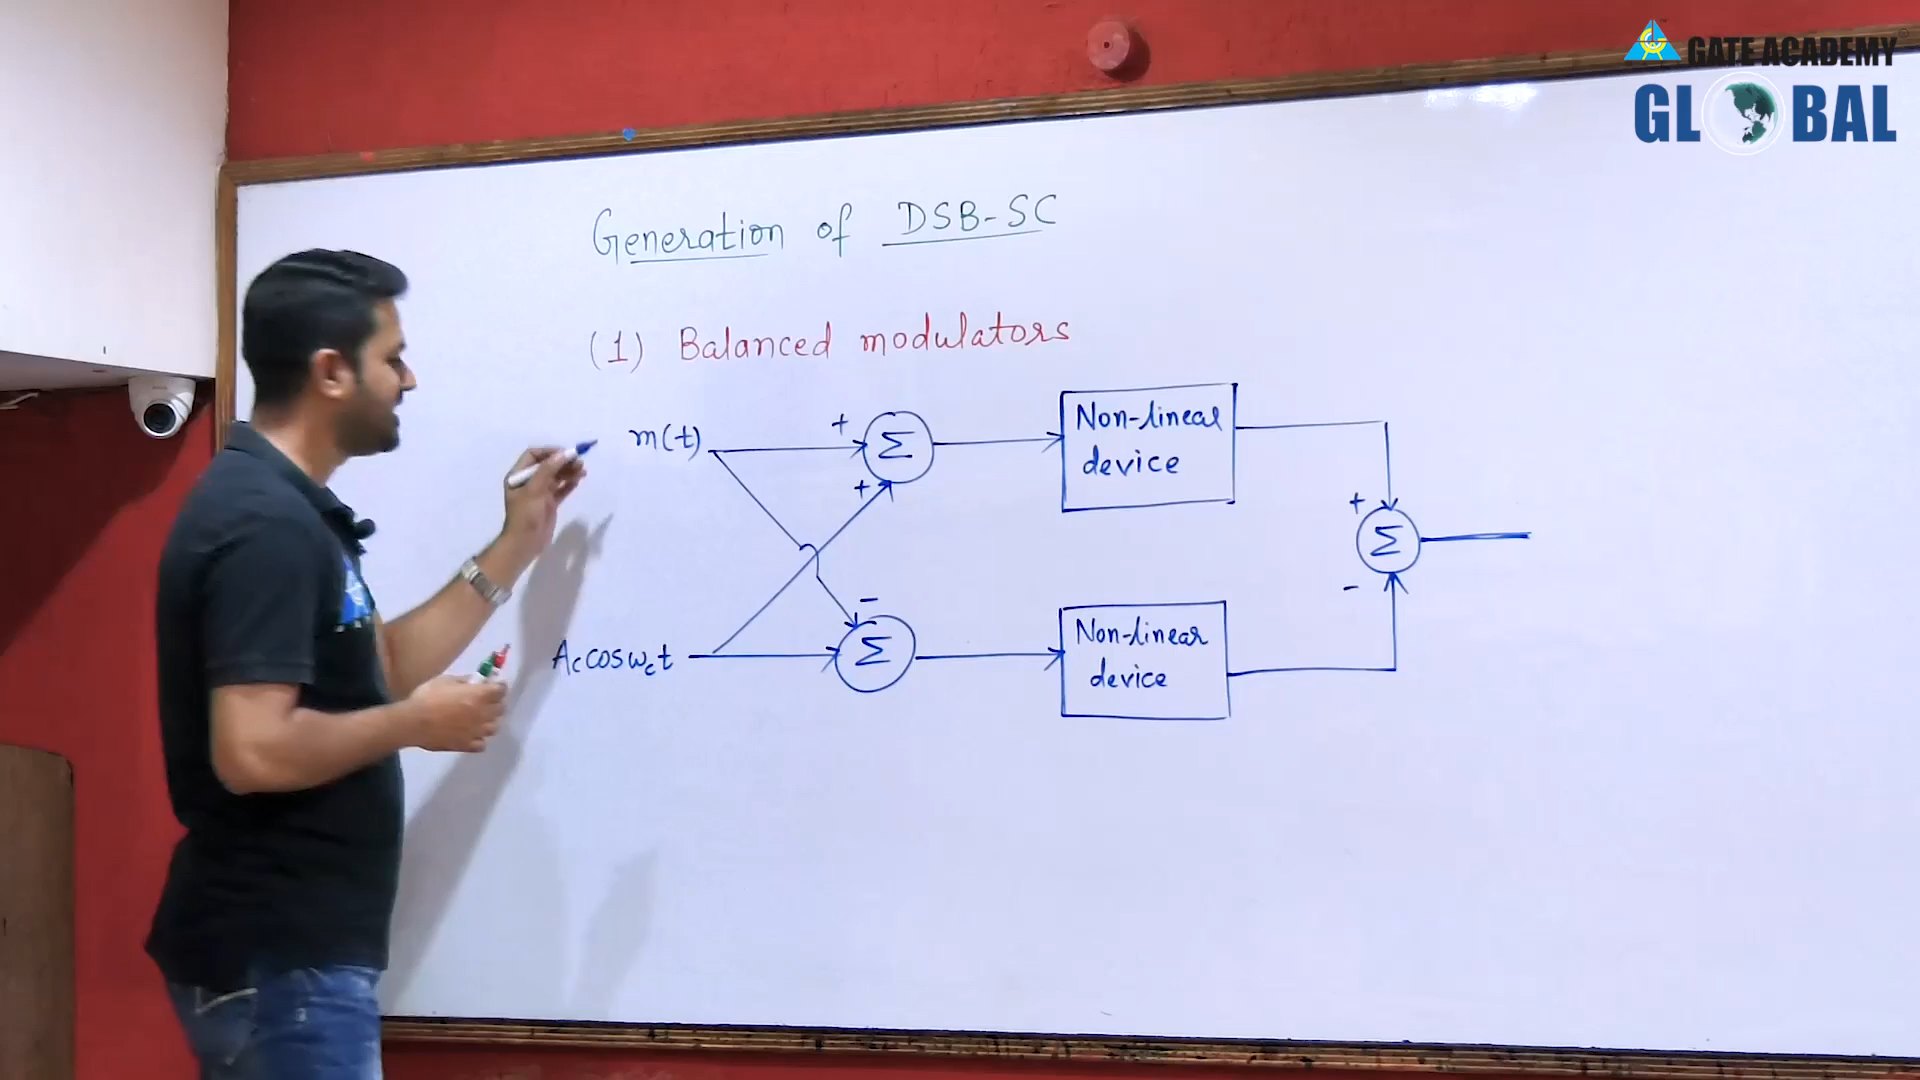 GATE ACADEMY
GLOBAL
Generation of DSB-SC
(1) Balanced modulators
m(t)
+
Σ
+
Non-linear
device
+
Σ
-
-
Accosωct
Σ
Non-linear
device